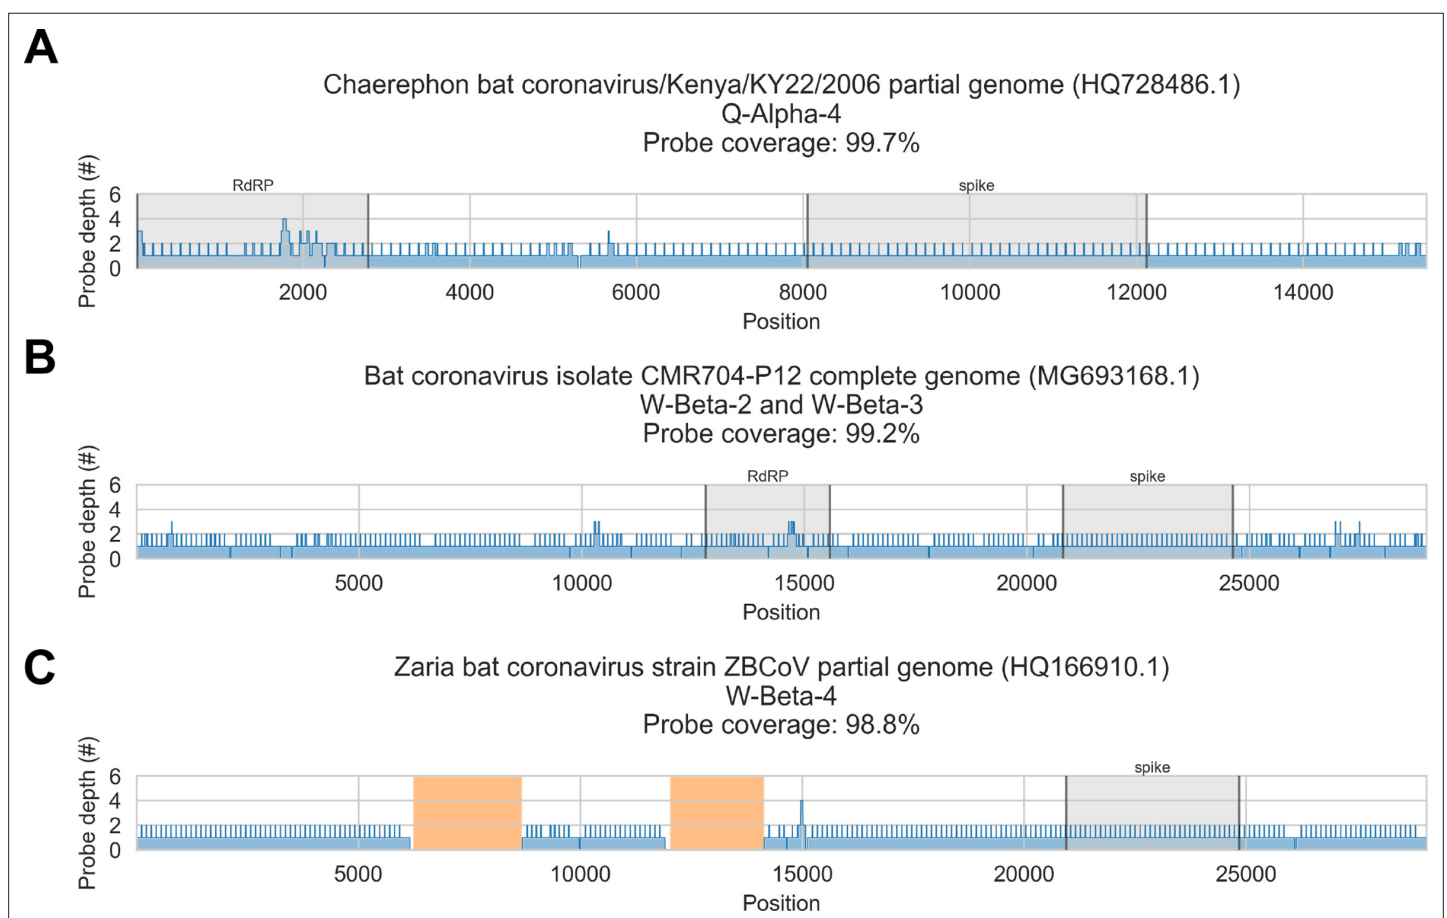 A
Chaerephon bat coronavirus/Kenya/KY22/2006 partial genome (HQ728486.1)
Q-Alpha-4
Probe coverage: 99.7%
RdRP
spike
Probe depth (#)
6
4
2
0
2000 4000 6000 8000 10000 12000 14000
Position
B
Bat coronavirus isolate CMR704-P12 complete genome (MG693168.1)
W-Beta-2 and W-Beta-3
Probe coverage: 99.2%
RdRP
spike
Probe depth (#)
6
4
2
0
5000 10000 15000 20000 25000
Position
C
Zaria bat coronavirus strain ZBCoV partial genome (HQ166910.1)
W-Beta-4
Probe coverage: 98.8%
spike
Probe depth (#)
6
4
2
0
5000 10000 15000 20000 25000
Position